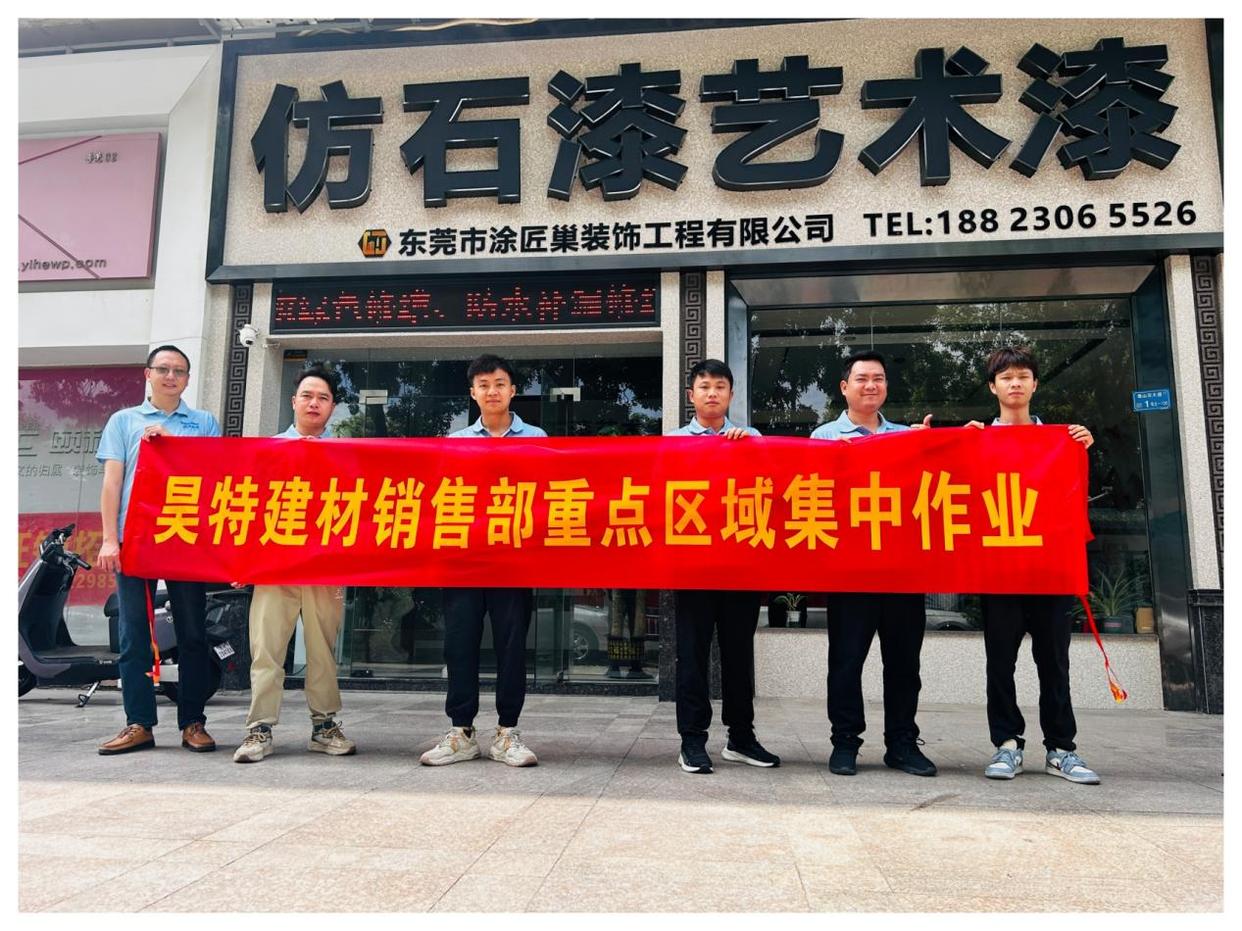 仿石漆艺术漆
东莞市涂匠巢装饰工程有限公司 TEL:188 2306 5526
.yihewp.com
昊特建材销售部重点区域集中作业